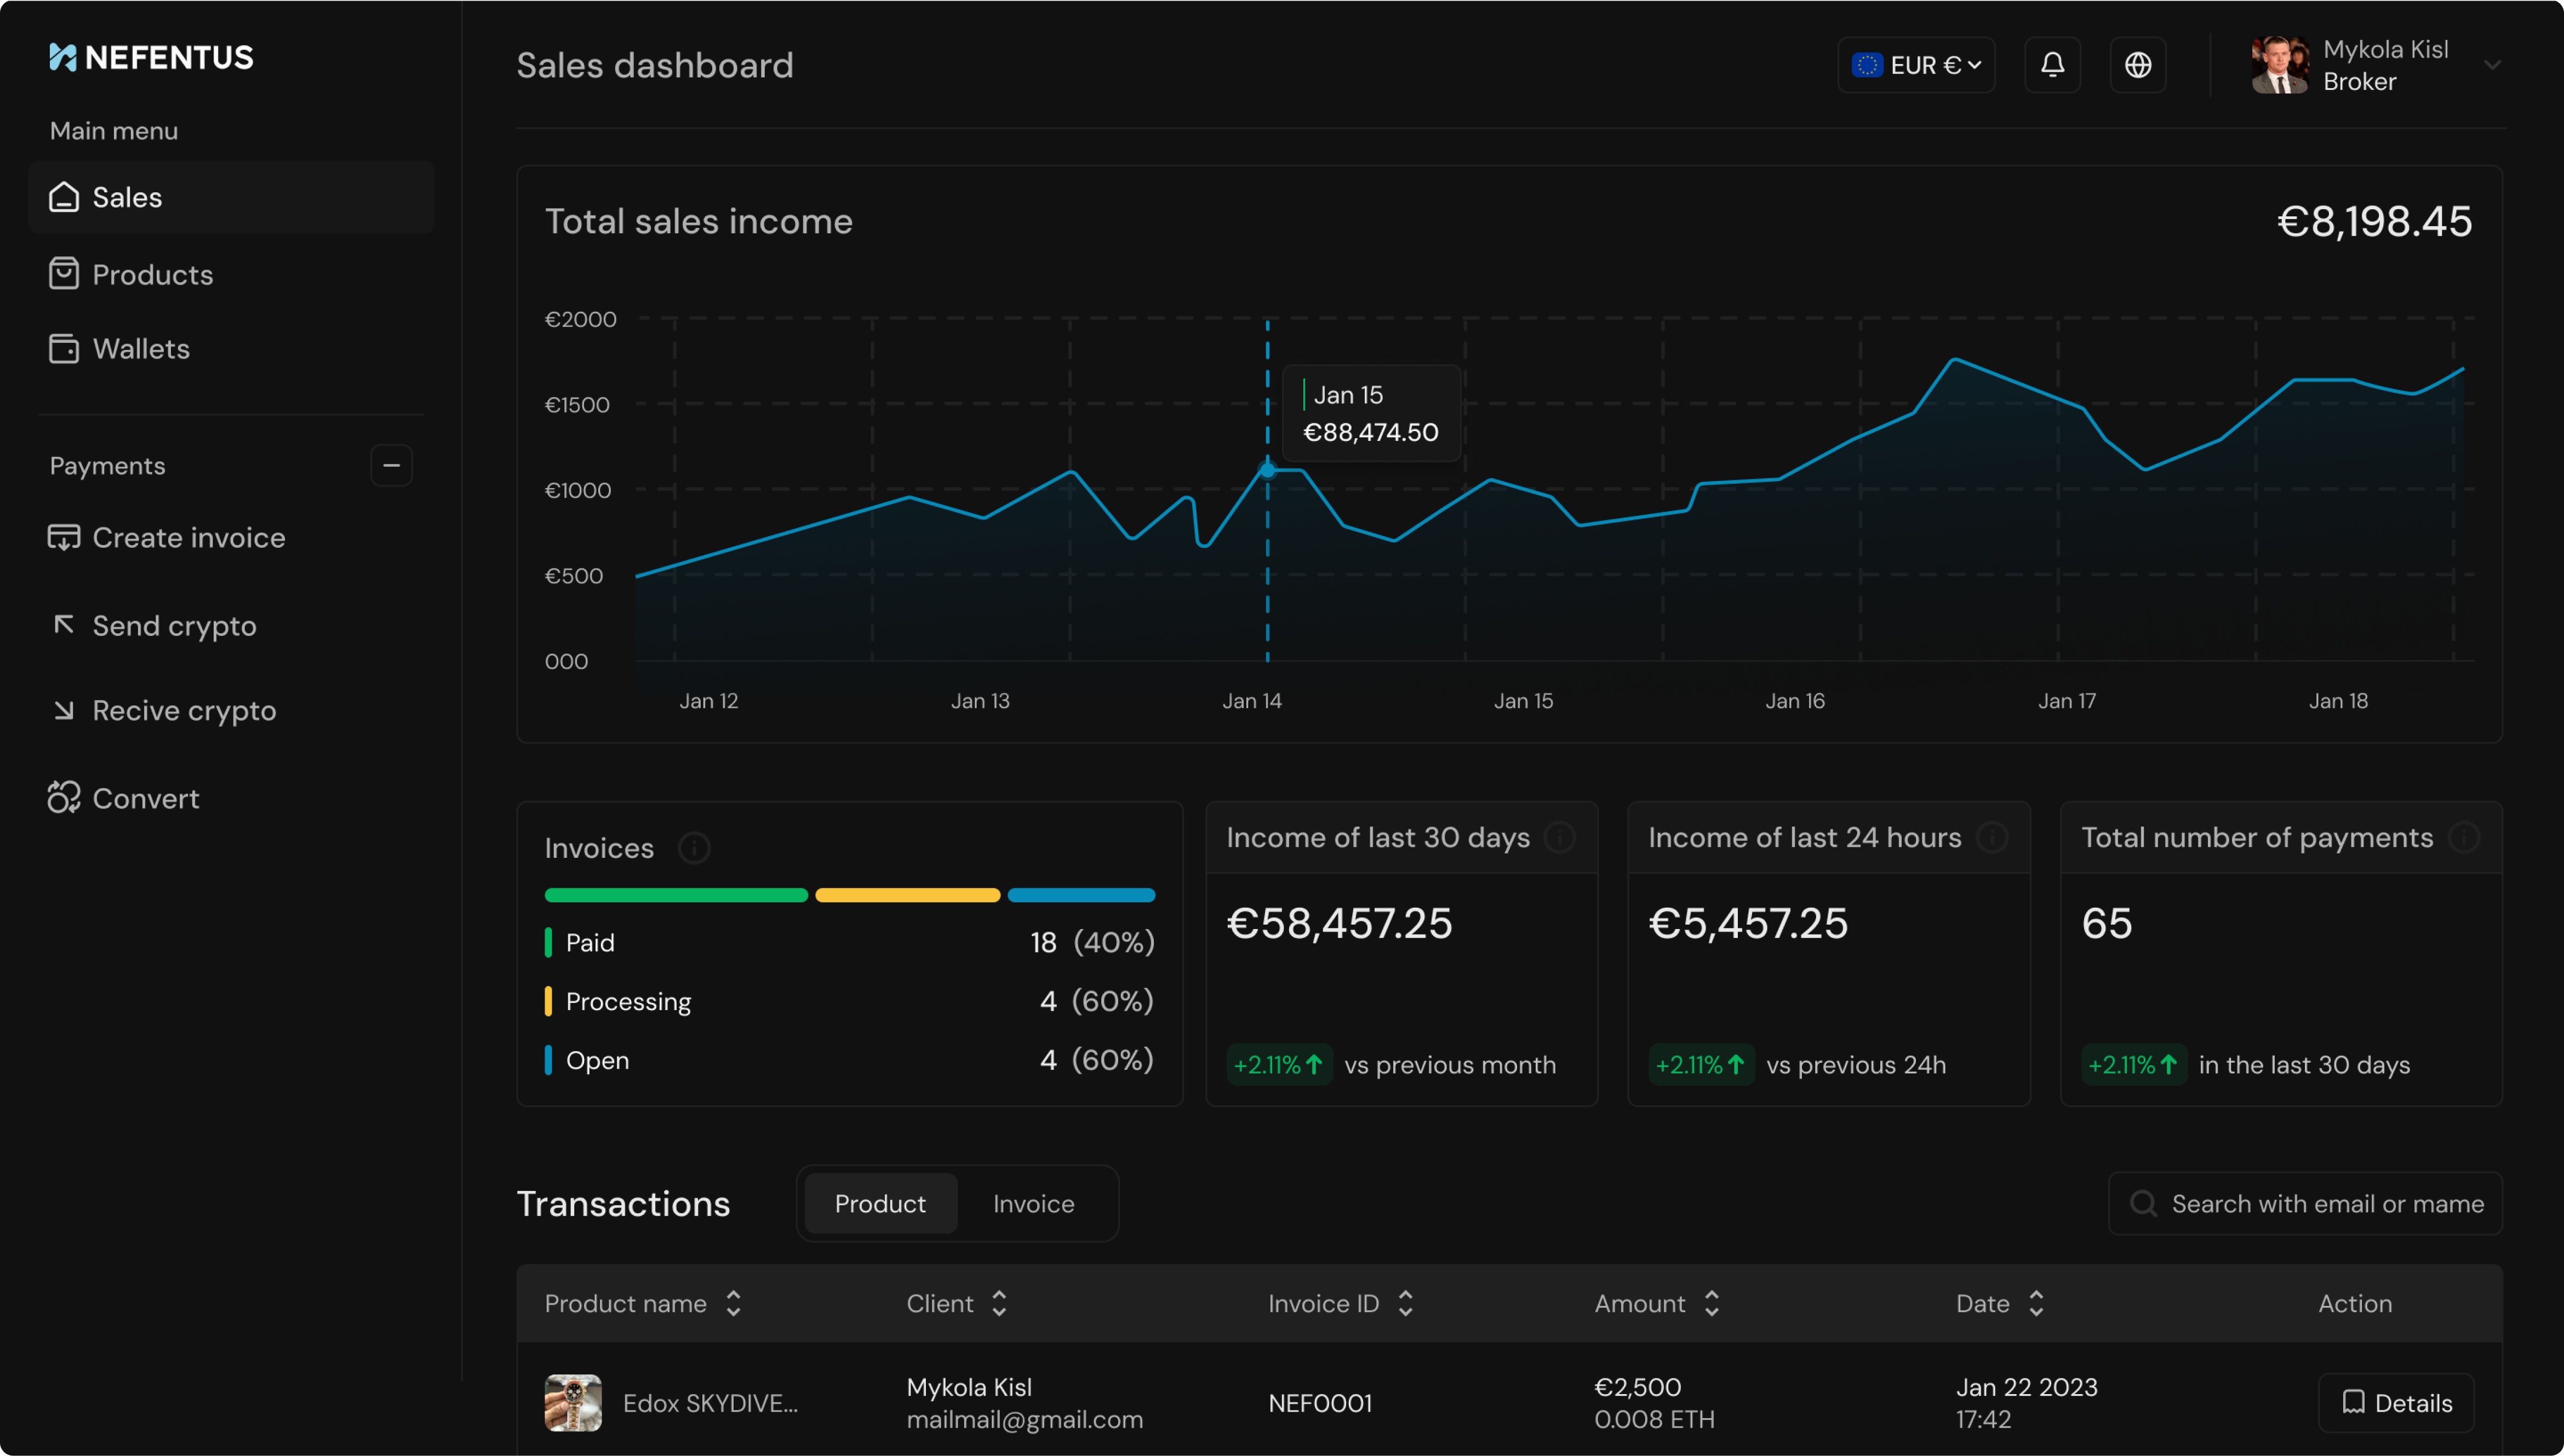 NEFENTUS
Main menu
Sales
Products
Wallets
Payments
Create invoice
Send crypto
Recive crypto
Convert
Sales dashboard
EUR €
Mykola Kisl
Broker
Total sales income
€8,198.45
€2000
€1500
€1000
€500
000
Jan 15
€88,474.50
Jan 12
Jan 13
Jan 14
Jan 15
Jan 16
Jan 17
Jan 18
Invoices
Paid 18 (40%)
Processing 4 (60%)
Open 4 (60%)
Income of last 30 days
€58,457.25
+2.11% vs previous month
Income of last 24 hours
€5,457.25
+2.11% vs previous 24h
Total number of payments
65
+2.11% in the last 30 days
Transactions
Product
Invoice
Search with email or mame
Product name
Client
Invoice ID
Amount
Date
Action
Edox SKYDIVE...
Mykola Kisl
mailmail@gmail.com
NEF0001
€2,500
0.008 ETH
Jan 22 2023
17:42
Details